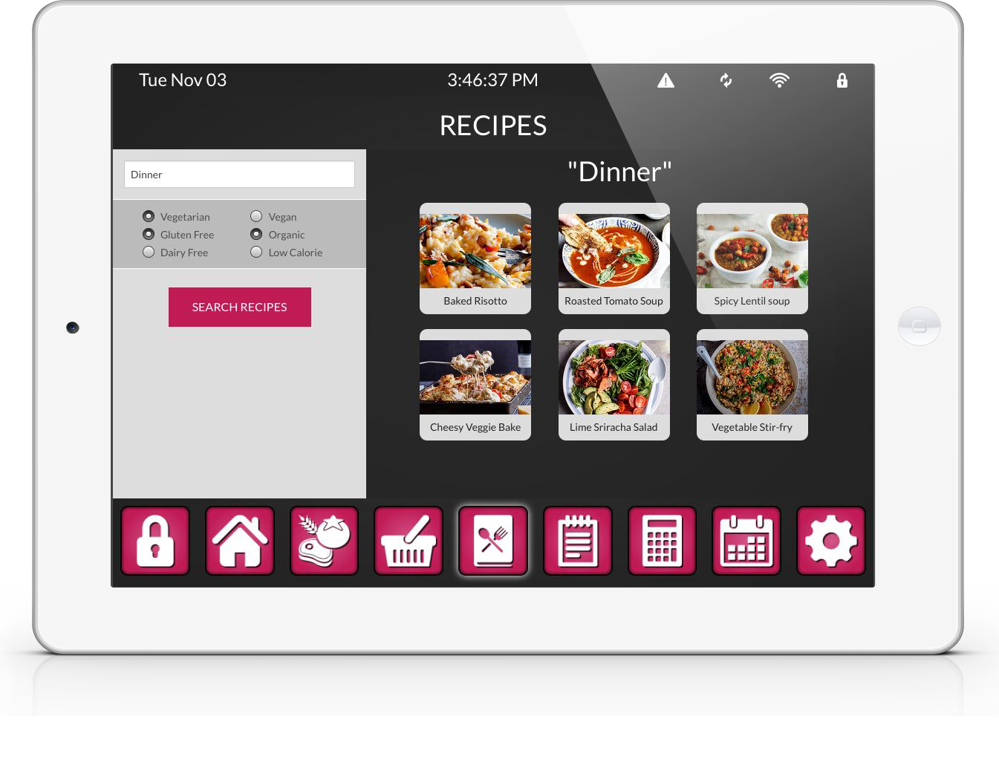 Tue Nov 03
3:46:37 PM
RECIPES
Dinner
Vegetarian
Vegan
Gluten Free
Organic
Dairy Free
Low Calorie
SEARCH RECIPES
"Dinner"
Baked Risotto
Roasted Tomato Soup
Spicy Lentil soup
Cheesy Veggie Bake
Lime Sriracha Salad
Vegetable Stir-fry